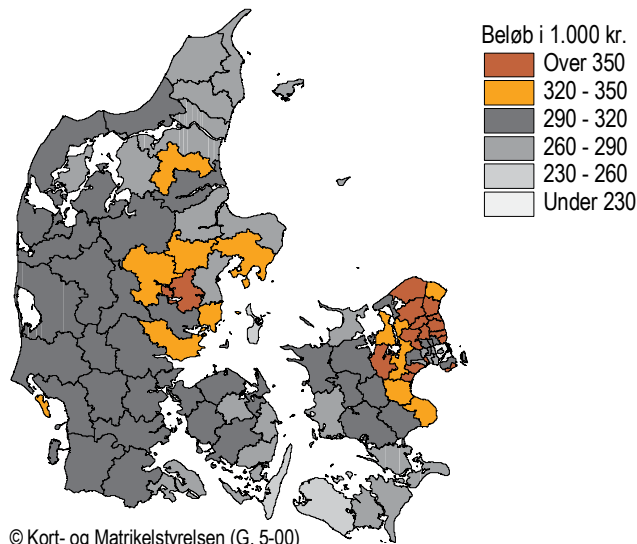 Beløb i 1.000 kr.
Over 350
320 - 350
290 - 320
260 - 290
230 - 260
Under 230
© Kort- og Matrikelstyrelsen (G. 5-00)